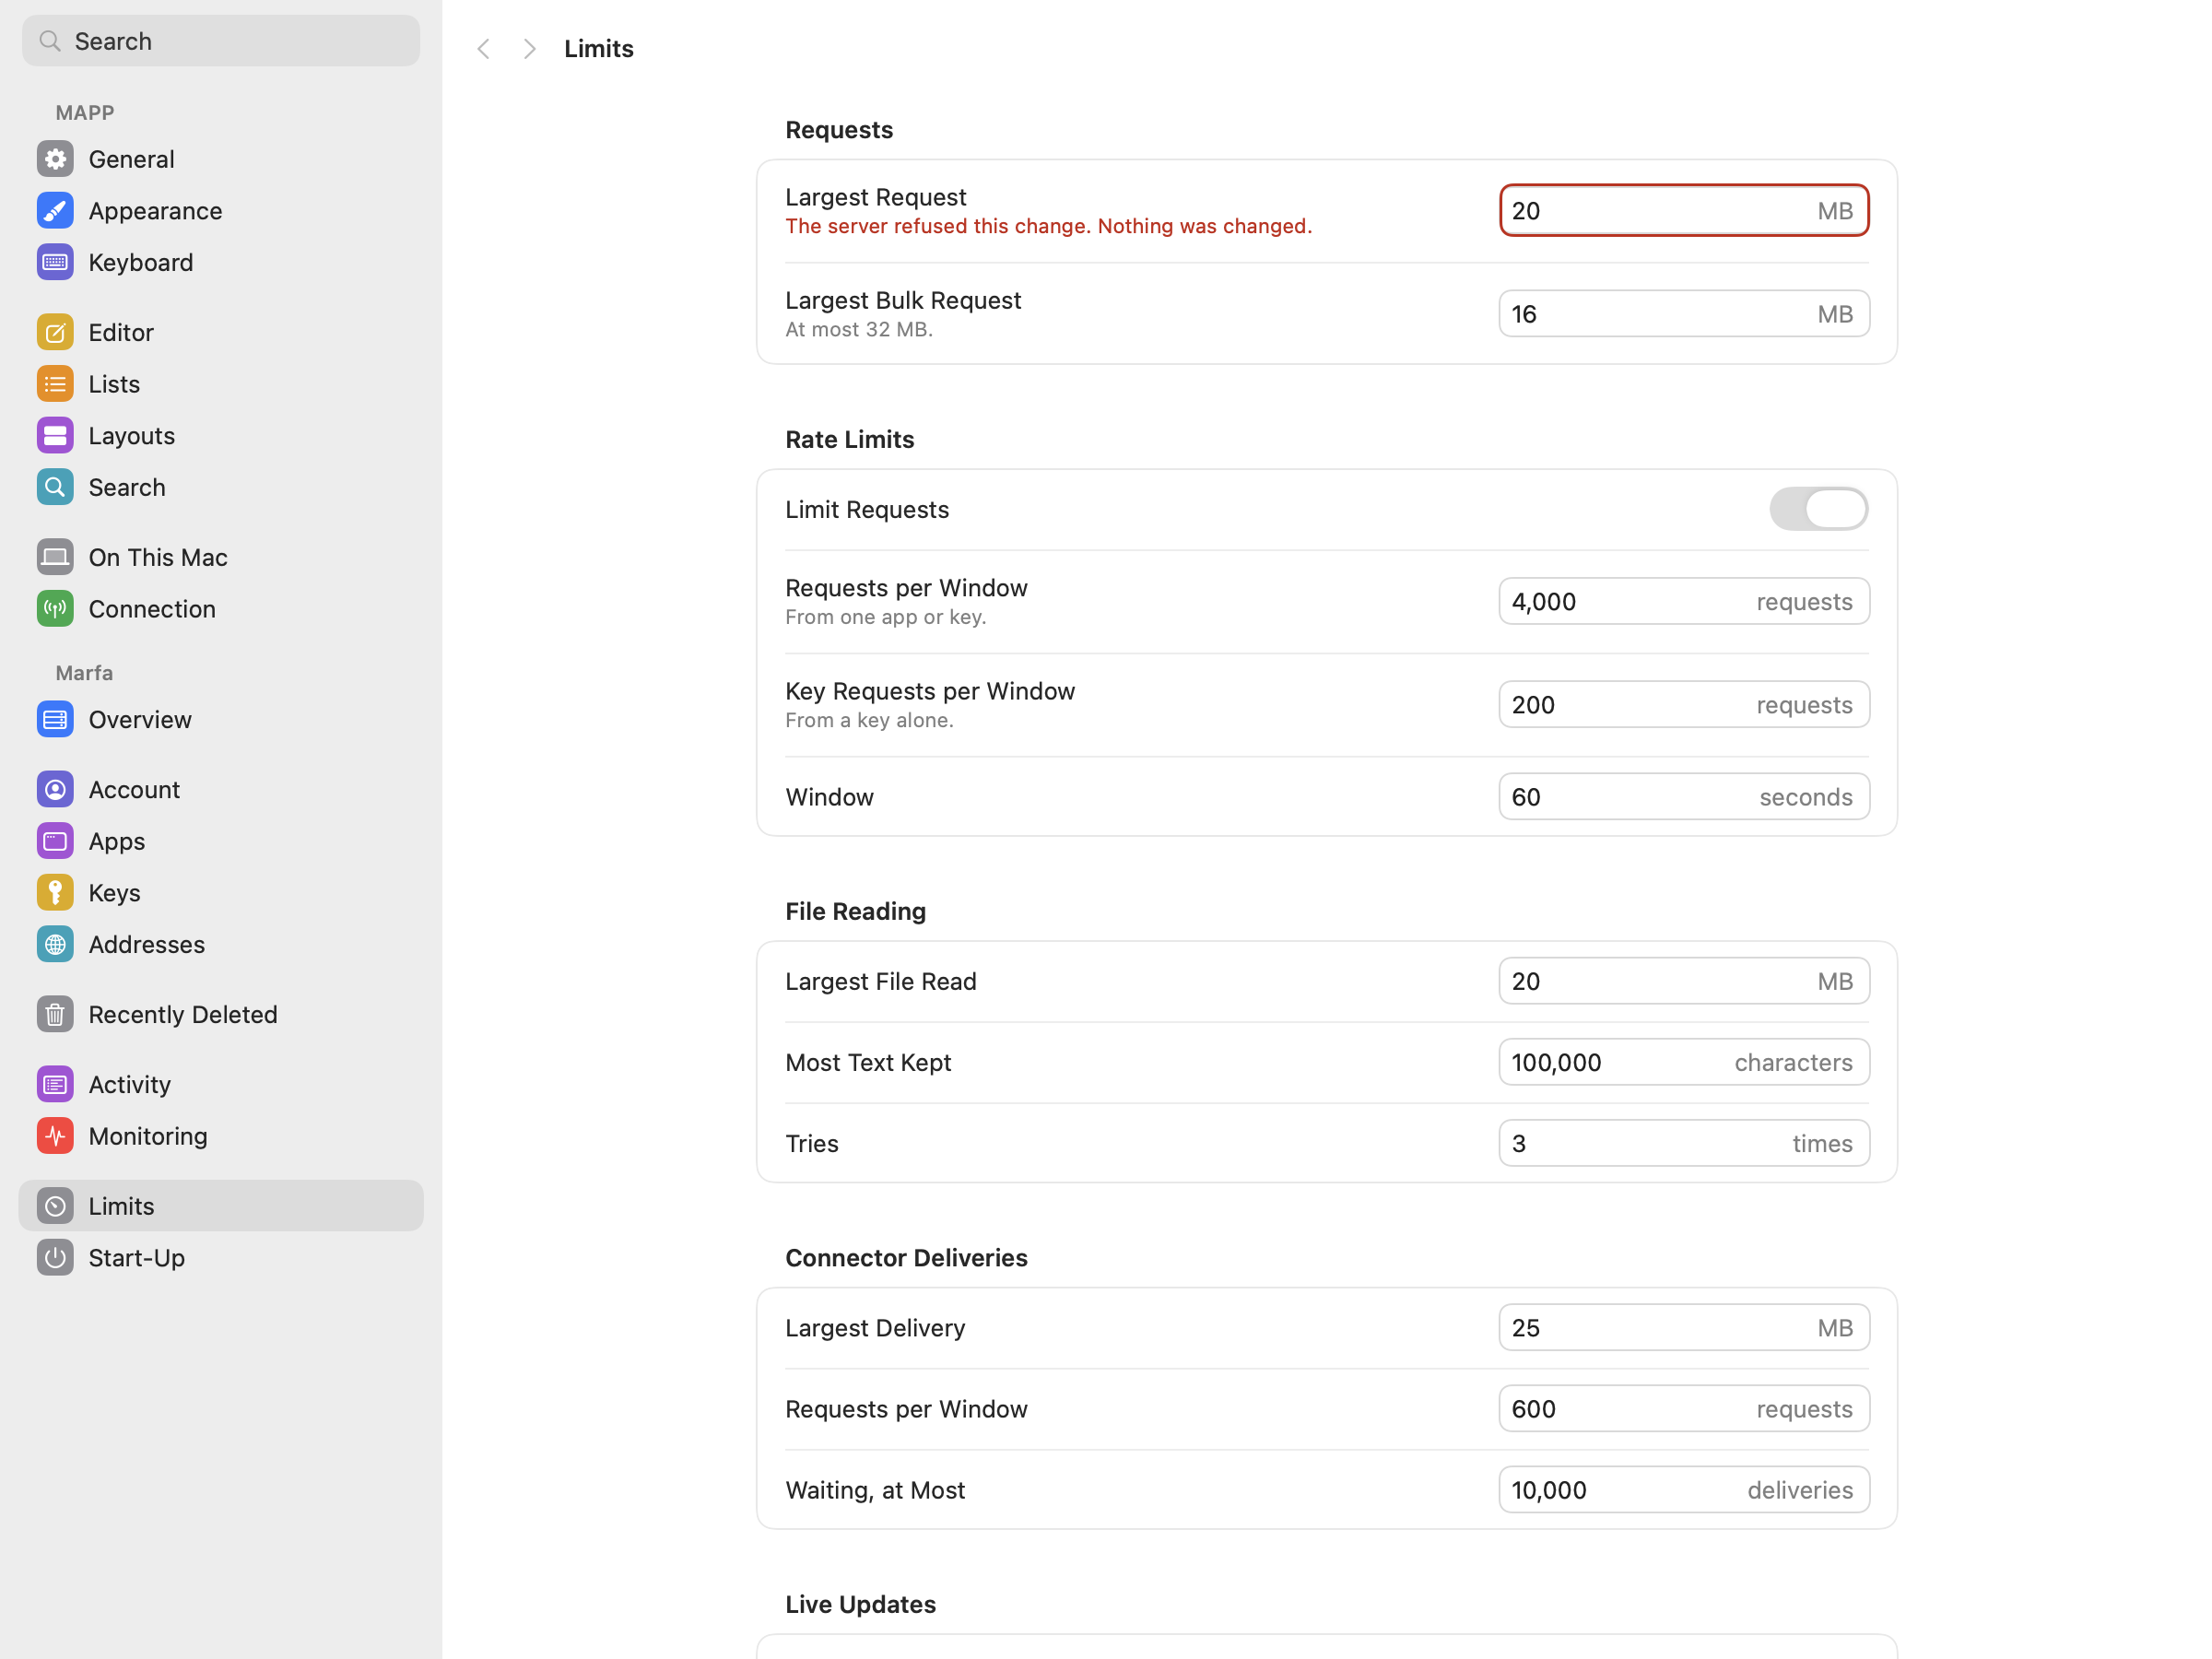 Search
MAPP
General
Appearance
Keyboard
Editor
Lists
Layouts
Search
On This Mac
Connection
Marfa
Overview
Account
Apps
Keys
Addresses
Recently Deleted
Activity
Monitoring
Limits
Start-Up
Limits
Requests
Largest Request
The server refused this change. Nothing was changed.
20 MB
Largest Bulk Request
At most 32 MB.
16 MB
Rate Limits
Limit Requests
Requests per Window
From one app or key.
4,000 requests
Key Requests per Window
From a key alone.
200 requests
Window
60 seconds
File Reading
Largest File Read
20 MB
Most Text Kept
100,000 characters
Tries
3 times
Connector Deliveries
Largest Delivery
25 MB
Requests per Window
600 requests
Waiting, at Most
10,000 deliveries
Live Updates